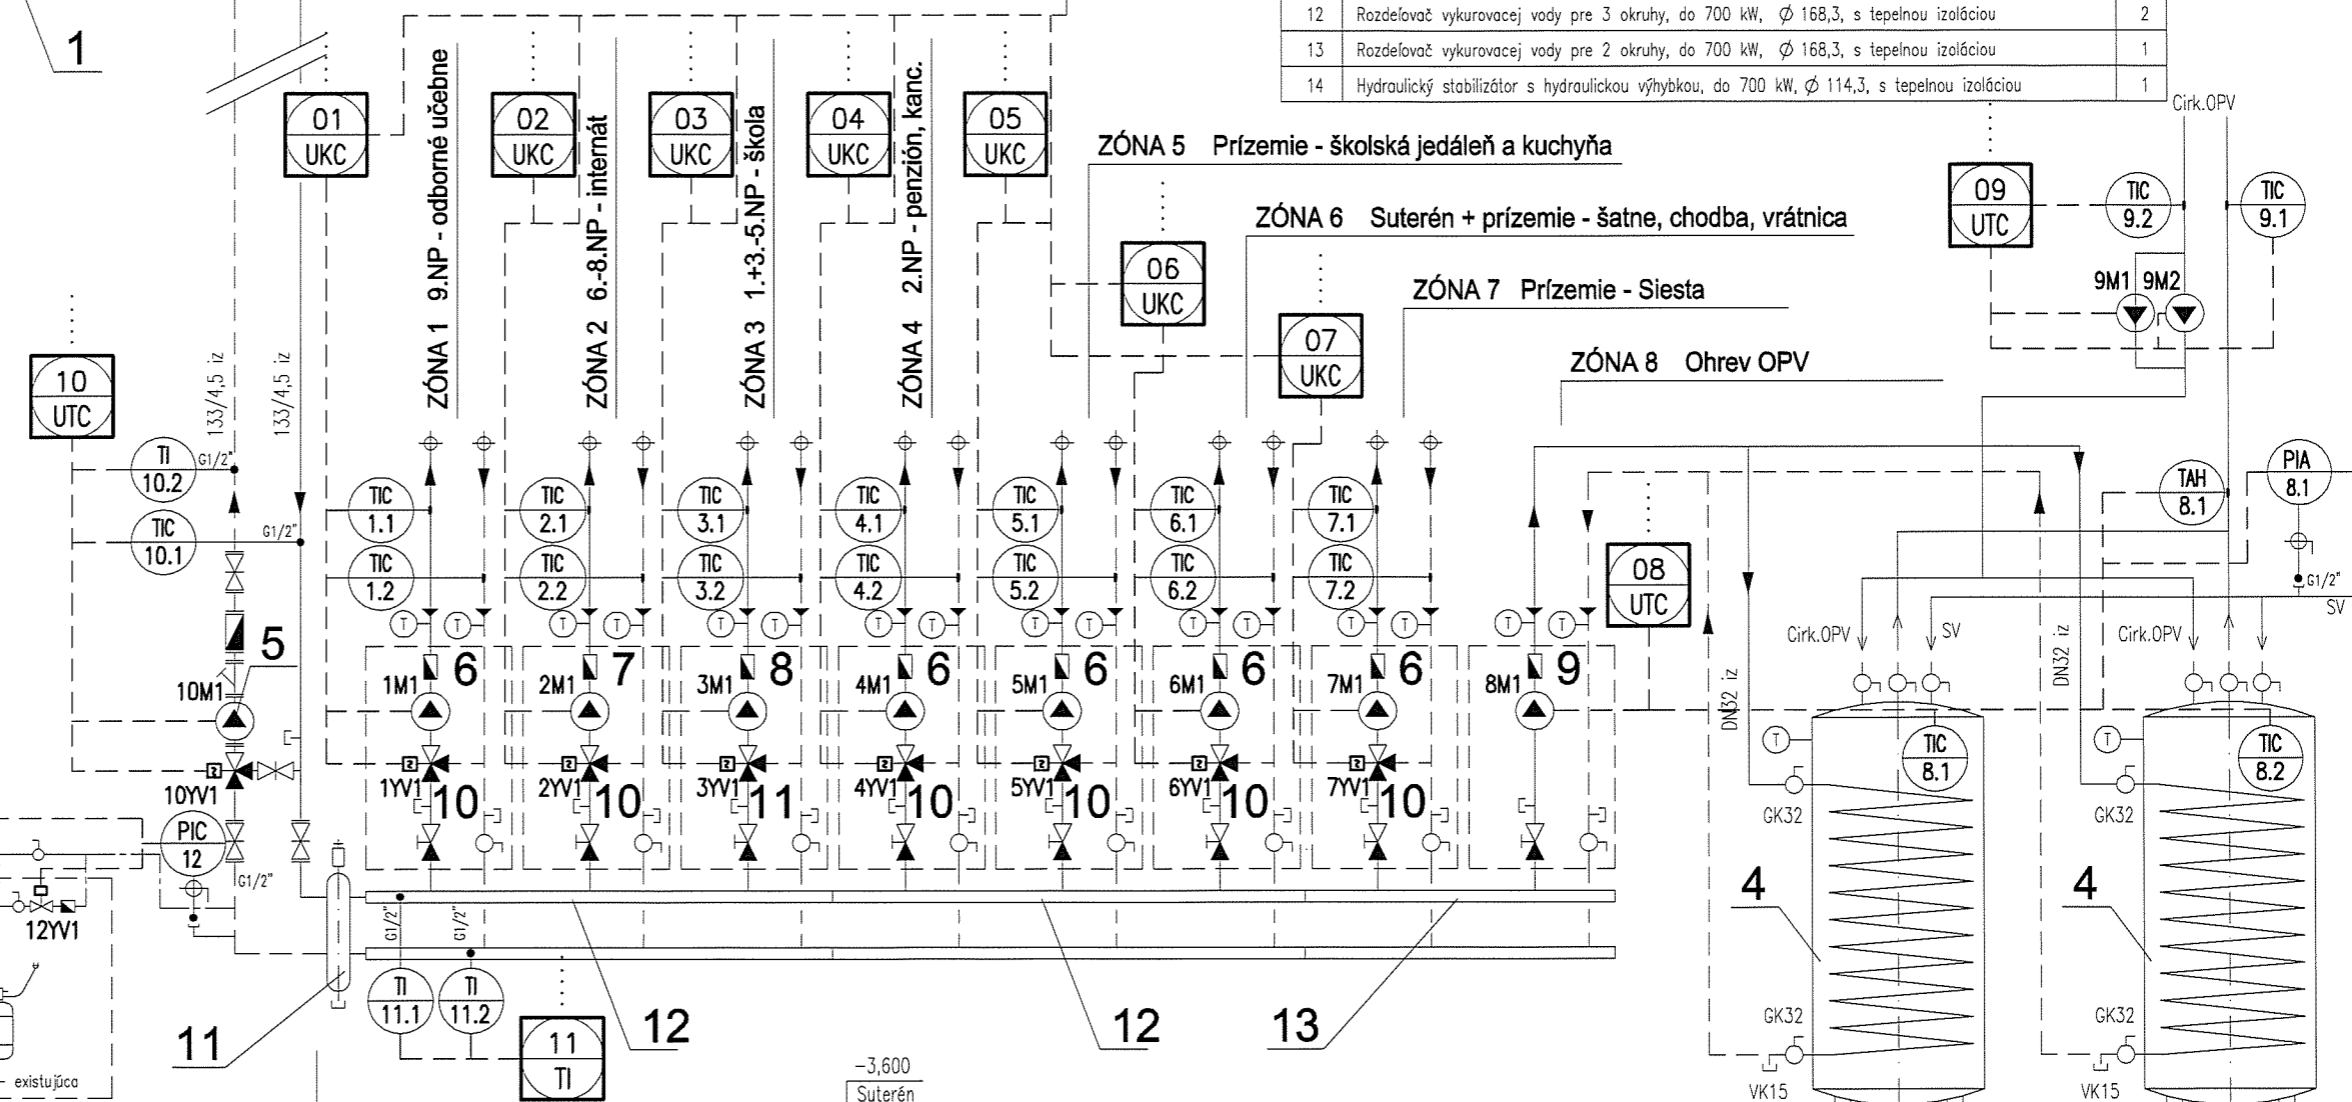 12 Rozdeľovač vykurovacej vody pre 3 okruhy, do 700 kW, Ø 168,3, s tepelnou izoláciou 2
13 Rozdeľovač vykurovacej vody pre 2 okruhy, do 700 kW, Ø 168,3, s tepelnou izoláciou 1
14 Hydraulický stabilizátor s hydraulickou výhybkou, do 700 kW, Ø 114,3, s tepelnou izoláciou 1
1
01 UKC
02 UKC
03 UKC
04 UKC
05 UKC
ZÓNA 1 9.NP - odborné učebne
ZÓNA 2 6.-8.NP - internát
ZÓNA 3 1.+3.-5.NP - škola
ZÓNA 4 2.NP - penzión, kanc.
ZÓNA 5 Prízemie - školská jedáleň a kuchyňa
ZÓNA 6 Suterén + prízemie - šatne, chodba, vrátnica
ZÓNA 7 Prízemie - Siesta
ZÓNA 8 Ohrev OPV
06 UKC
07 UKC
Cirk.OPV
09 UTC
TIC 9.2
TIC 9.1
9M1 9M2
10 UTC
133/4,5 iz
133/4,5 iz
TI 10.2
G1/2"
TIC 10.1
G1/2"
TIC 1.1
TIC 2.1
TIC 3.1
TIC 4.1
TIC 5.1
TIC 6.1
TIC 7.1
TIC 1.2
TIC 2.2
TIC 3.2
TIC 4.2
TIC 5.2
TIC 6.2
TIC 7.2
08 UTC
TAH 8.1
PIA 8.1
G1/2"
SV
T T T T T T T T T T T T T T T T
Cirk.OPV
SV
Cirk.OPV
DN32 iz
DN32 iz
5
10M1
1M1 6
2M1 7
3M1 8
4M1 6
5M1 6
6M1 6
7M1 6
8M1 9
10YV1
1YV1 10
2YV1 10
3YV1 11
4YV1 10
5YV1 10
6YV1 10
7YV1 10
T
TIC 8.1
T
TIC 8.2
GK32
GK32
PIC 12
G1/2"
12YV1
G1/2"
G1/2"
4
4
TI 11.1
TI 11.2
11
12
12
13
11 TI
GK32
GK32
VK15
VK15
existujúca
-3,600
Suterén